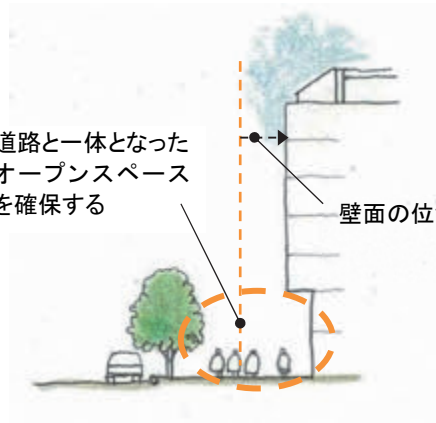 道路と一体となった
オープンスペース
を確保する
壁面の位